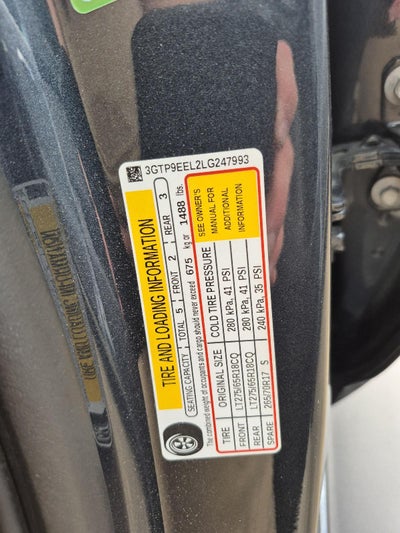 3GTP9EEL2LG247993
TIRE AND LOADING INFORMATION
SEATING CAPACITY TOTAL 5 FRONT 2 REAR 3
The combined weight of occupants and cargo should never exceed 675 kg or 1488 lbs.
TIRE ORIGINAL SIZE COLD TIRE PRESSURE
FRONT LT275/65R18CQ 280 kPa, 41 PSI
REAR LT275/65R18CQ 280 kPa, 41 PSI
SPARE 265/70R17 S 240 kPa, 35 PSI
SEE OWNER'S
MANUAL FOR
ADDITIONAL
INFORMATION